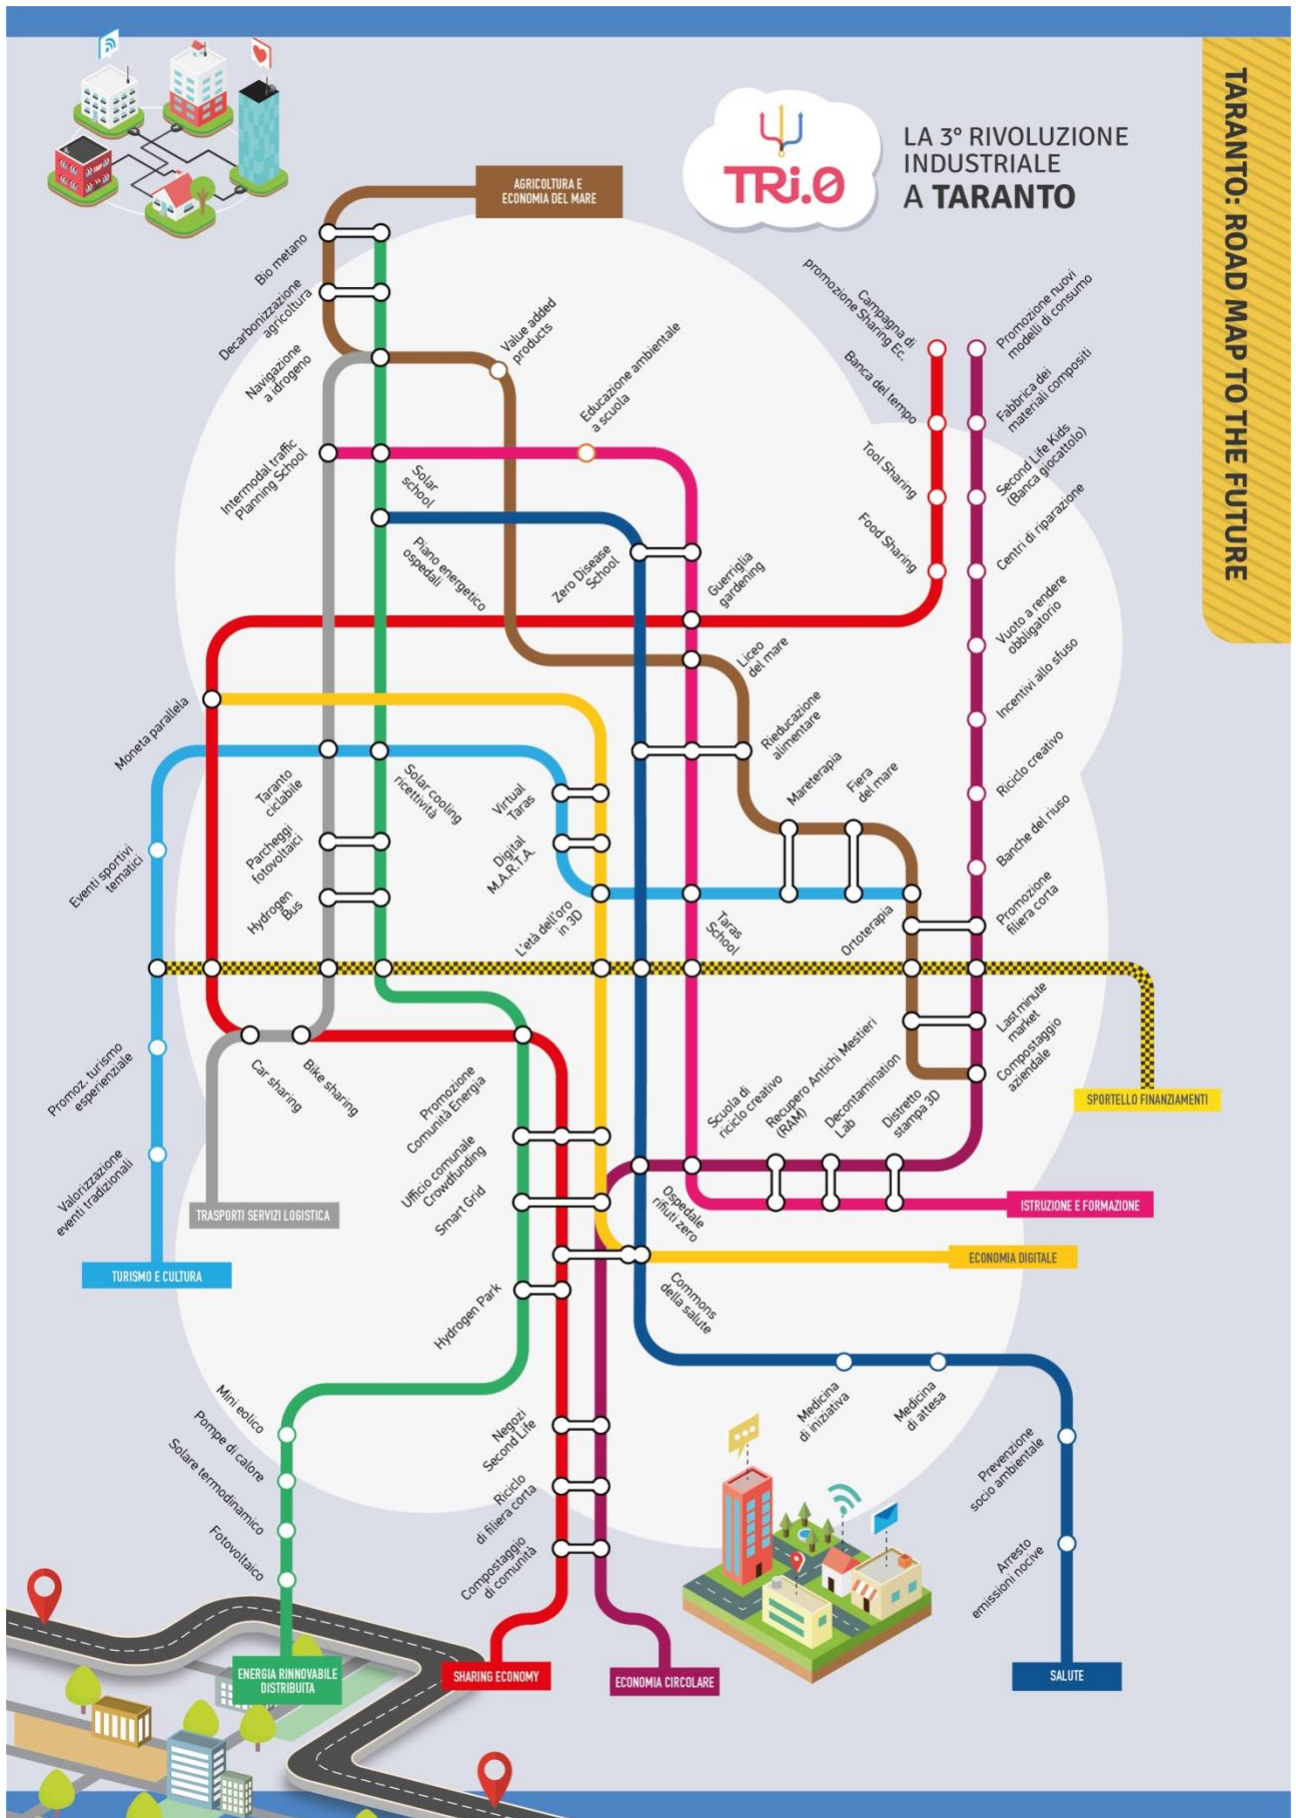 TRi.0
LA 3° RIVOLUZIONE
INDUSTRIALE
A TARANTO
TARANTO: ROAD MAP TO THE FUTURE
AGRICOLTURA E
ECONOMIA DEL MARE
Bio metano
Decarbonizzazione
agricoltura
Navigazione
a idrogeno
Value added
products
Educazione ambientale
a scuola
Campagna di
promozione Sharing Ec.
Promozione nuovi
modelli di consumo
Banca del tempo
Fabbrica dei
materiali compositi
Intermodal traffic
Planning School
Solar
school
Tool Sharing
Second Life Kids
(Banca giocattolo)
Food Sharing
Centri di riparazione
Piano energetico
ospedali
Zero Disease
School
Guerriglia
gardening
Vuoto a rendere
obbligatorio
Liceo
del mare
Incentivi allo sfuso
Moneta parallela
Rieducazione
alimentare
Taranto
ciclabile
Solar cooling
ricettività
Virtual
Taras
Mareterapia
Fiera
del mare
Riciclo creativo
Eventi sportivi
tematici
Parcheggi
fotovoltaici
Digital
M.A.R.T.A.
Banche del riuso
Hydrogen
Bus
L'età dell'oro
in 3D
Taras
School
Ortoterapia
Promozione
filiera corta
Last minute
market
Promoz. turismo
esperienziale
Car sharing
Bike sharing
Promozione
Comunità Energia
Scuola di
riciclo creativo
Recupero Antichi Mestieri
(RAM)
Decontamination
Lab
Distretto
stampa 3D
Compostaggio
aziendale
SPORTELLO FINANZIAMENTI
Valorizzazione
eventi tradizionali
Ufficio comunale
Crowdfunding
Smart Grid
Ospedale
rifiuti zero
TRASPORTI SERVIZI LOGISTICA
ISTRUZIONE E FORMAZIONE
TURISMO E CULTURA
ECONOMIA DIGITALE
Hydrogen Park
Commons
della salute
Mini eolico
Pompe di calore
Solare termodinamico
Fotovoltaico
Negozi
Second Life
Riciclo
di filiera corta
Compostaggio
di comunità
Medicina
di iniziativa
Medicina
di attesa
Prevenzione
socio ambientale
Arresto
emissioni nocive
ENERGIA RINNOVABILE
DISTRIBUITA
SHARING ECONOMY
ECONOMIA CIRCOLARE
SALUTE